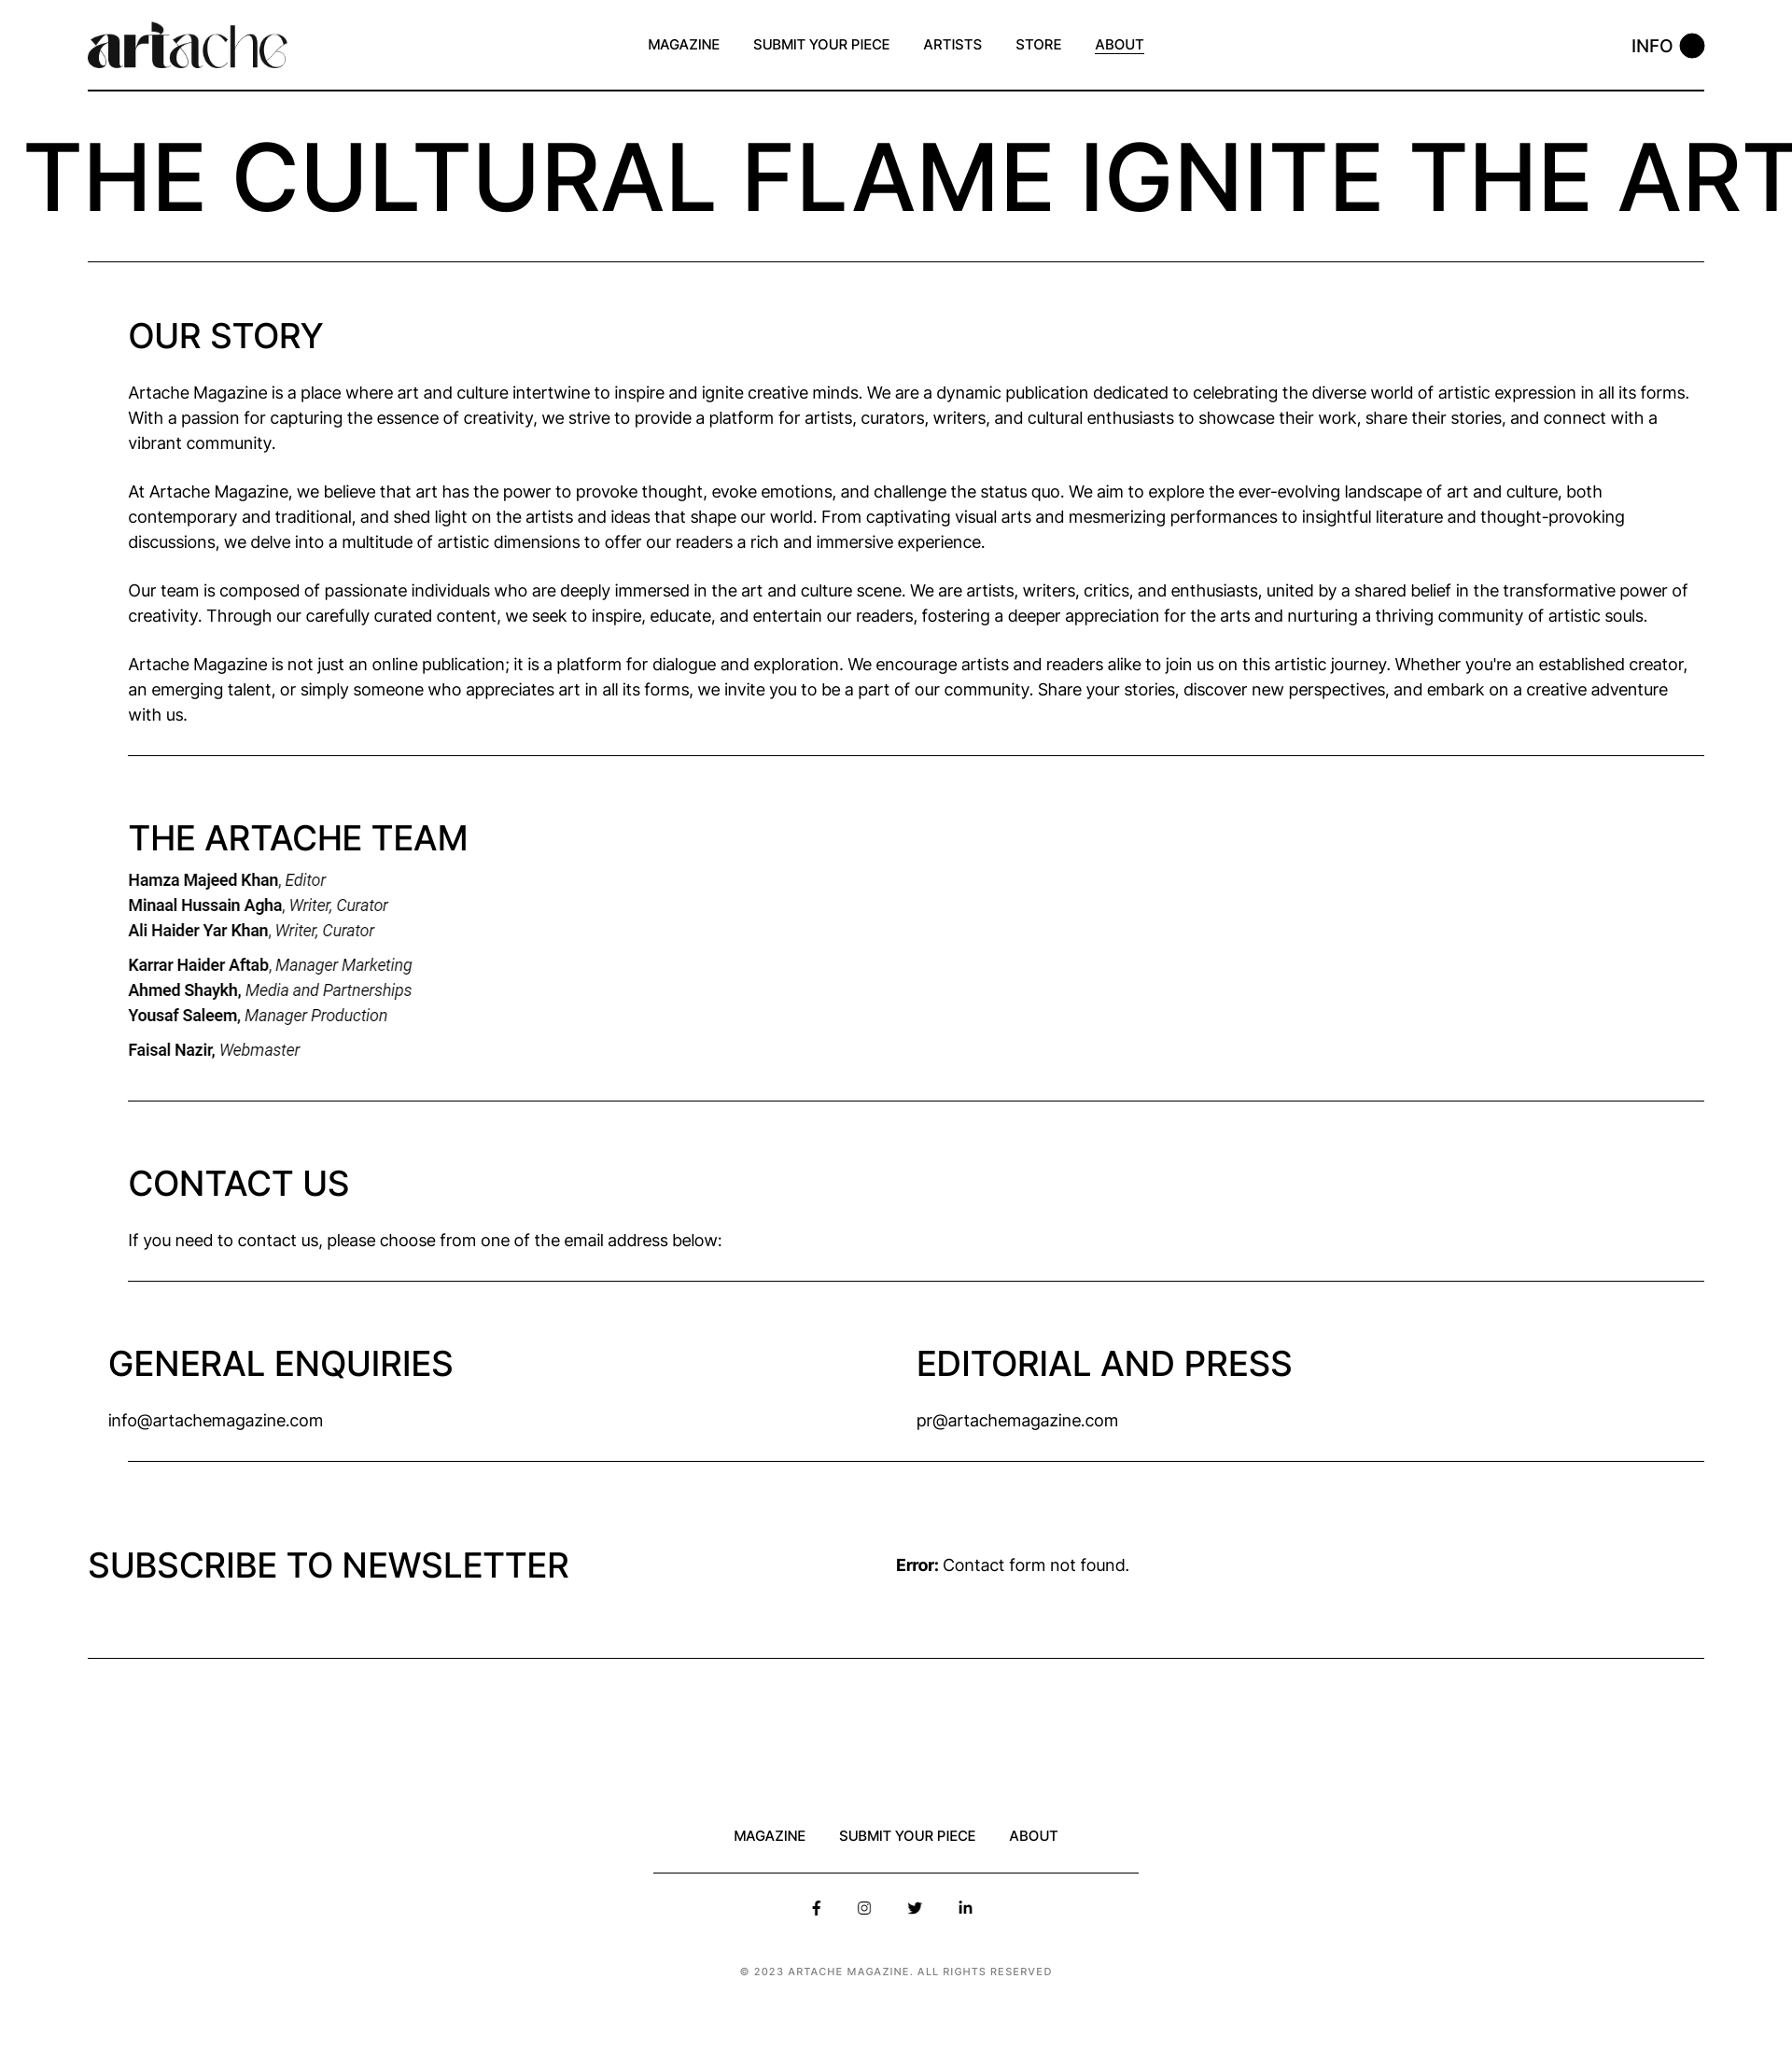 artache
MAGAZINE SUBMIT YOUR PIECE ARTISTS STORE ABOUT
INFO
THE CULTURAL FLAME IGNITE THE ART
OUR STORY
Artache Magazine is a place where art and culture intertwine to inspire and ignite creative minds. We are a dynamic publication dedicated to celebrating the diverse world of artistic expression in all its forms.
With a passion for capturing the essence of creativity, we strive to provide a platform for artists, curators, writers, and cultural enthusiasts to showcase their work, share their stories, and connect with a
vibrant community.
At Artache Magazine, we believe that art has the power to provoke thought, evoke emotions, and challenge the status quo. We aim to explore the ever-evolving landscape of art and culture, both
contemporary and traditional, and shed light on the artists and ideas that shape our world. From captivating visual arts and mesmerizing performances to insightful literature and thought-provoking
discussions, we delve into a multitude of artistic dimensions to offer our readers a rich and immersive experience.
Our team is composed of passionate individuals who are deeply immersed in the art and culture scene. We are artists, writers, critics, and enthusiasts, united by a shared belief in the transformative power of
creativity. Through our carefully curated content, we seek to inspire, educate, and entertain our readers, fostering a deeper appreciation for the arts and nurturing a thriving community of artistic souls.
Artache Magazine is not just an online publication; it is a platform for dialogue and exploration. We encourage artists and readers alike to join us on this artistic journey. Whether you're an established creator,
an emerging talent, or simply someone who appreciates art in all its forms, we invite you to be a part of our community. Share your stories, discover new perspectives, and embark on a creative adventure
with us.
THE ARTACHE TEAM
Hamza Majeed Khan, Editor
Minaal Hussain Agha, Writer, Curator
Ali Haider Yar Khan, Writer, Curator
Karrar Haider Aftab, Manager Marketing
Ahmed Shaykh, Media and Partnerships
Yousaf Saleem, Manager Production
Faisal Nazir, Webmaster
CONTACT US
If you need to contact us, please choose from one of the email address below:
GENERAL ENQUIRIES
info@artachemagazine.com
EDITORIAL AND PRESS
pr@artachemagazine.com
SUBSCRIBE TO NEWSLETTER
Error: Contact form not found.
MAGAZINE SUBMIT YOUR PIECE ABOUT
© 2023 ARTACHE MAGAZINE. ALL RIGHTS RESERVED